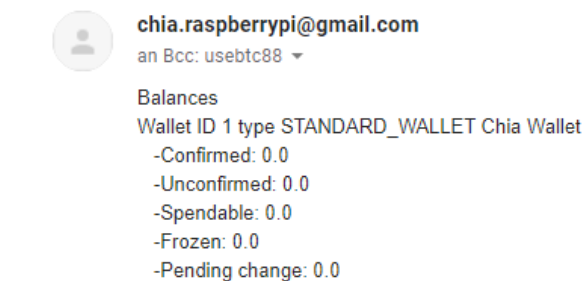 chia.raspberrypi@gmail.com
an Bcc: usebtc88
Balances
Wallet ID 1 type STANDARD_WALLET Chia Wallet
-Confirmed: 0.0
-Unconfirmed: 0.0
-Spendable: 0.0
-Frozen: 0.0
-Pending change: 0.0